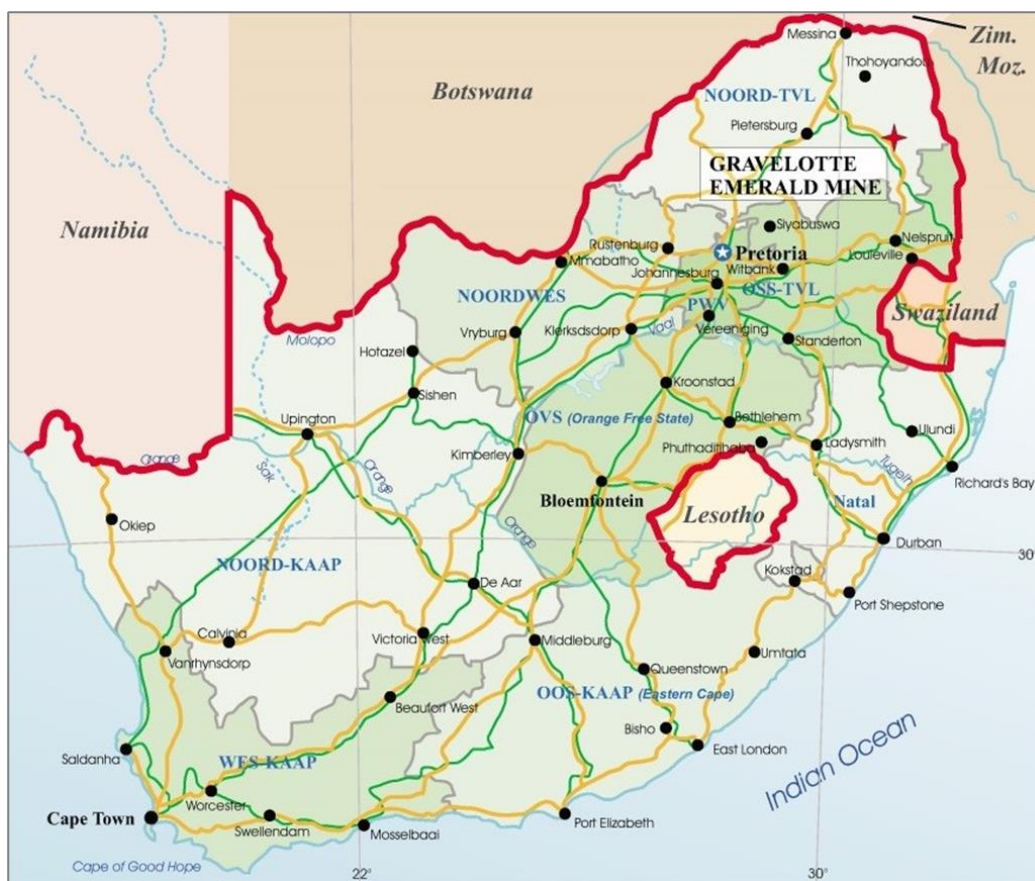 Messina
Zim.
Moz.
Thohoyandou
Botswana
NOORD-TVL
Pietersburg
GRAVELOTTE
EMERALD MINE
Namibia
Siyabuswa
Rustenburg
Pretoria
Nelspruit
Mmabatho
Johannesburg
Witbank
Louieville
NOORDWES
OSS-TVL
PWV
Swaziland
Vryburg
Klerksdsdorp
Vaal
Vereeniging
Standerton
Molopo
Hotazel
Kroonstad
Sishen
OVS (Orange Free State)
Bethlehem
Upington
Ulundi
Phuthaditjhaba
Ladysmith
Kimberley
Orange
Sak
Orange
Tugela
Richard's Bay
Bloemfontein
Lesotho
Natal
Okiep
Orange
Durban
30°
NOORD-KAAP
De Aar
Kokstad
Port Shepstone
Calvinia
Victoria West
Middleburg
Vanrhynsdorp
Umtata
Queenstown
OOS-KAAP (Eastern Cape)
Beaufort West
Bisho
Saldanha
WES-KAAP
East London
Indian Ocean
Worcester
Cape Town
Swellendam
Mosselbaai
Port Elizabeth
Cape of Good Hope
22°
30°